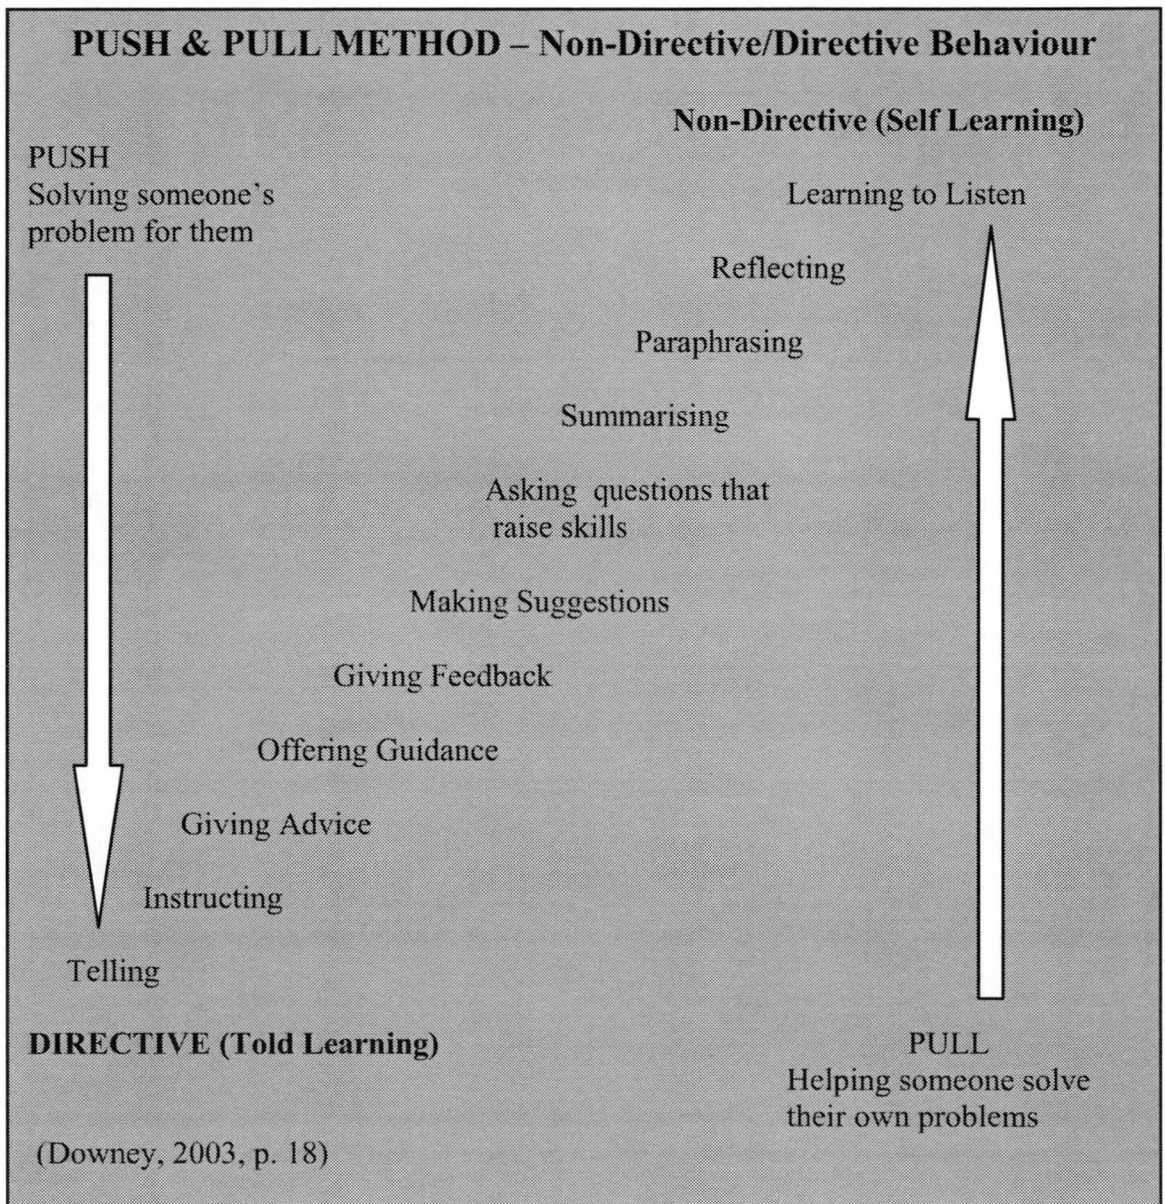 PUSH & PULL METHOD – Non-Directive/Directive Behaviour
Non-Directive (Self Learning)
PUSH
Solving someone's
problem for them
Learning to Listen
Reflecting
Paraphrasing
Summarising
Asking questions that
raise skills
Making Suggestions
Giving Feedback
Offering Guidance
Giving Advice
Instructing
Telling
DIRECTIVE (Told Learning)
PULL
Helping someone solve
their own problems
(Downey, 2003, p. 18)